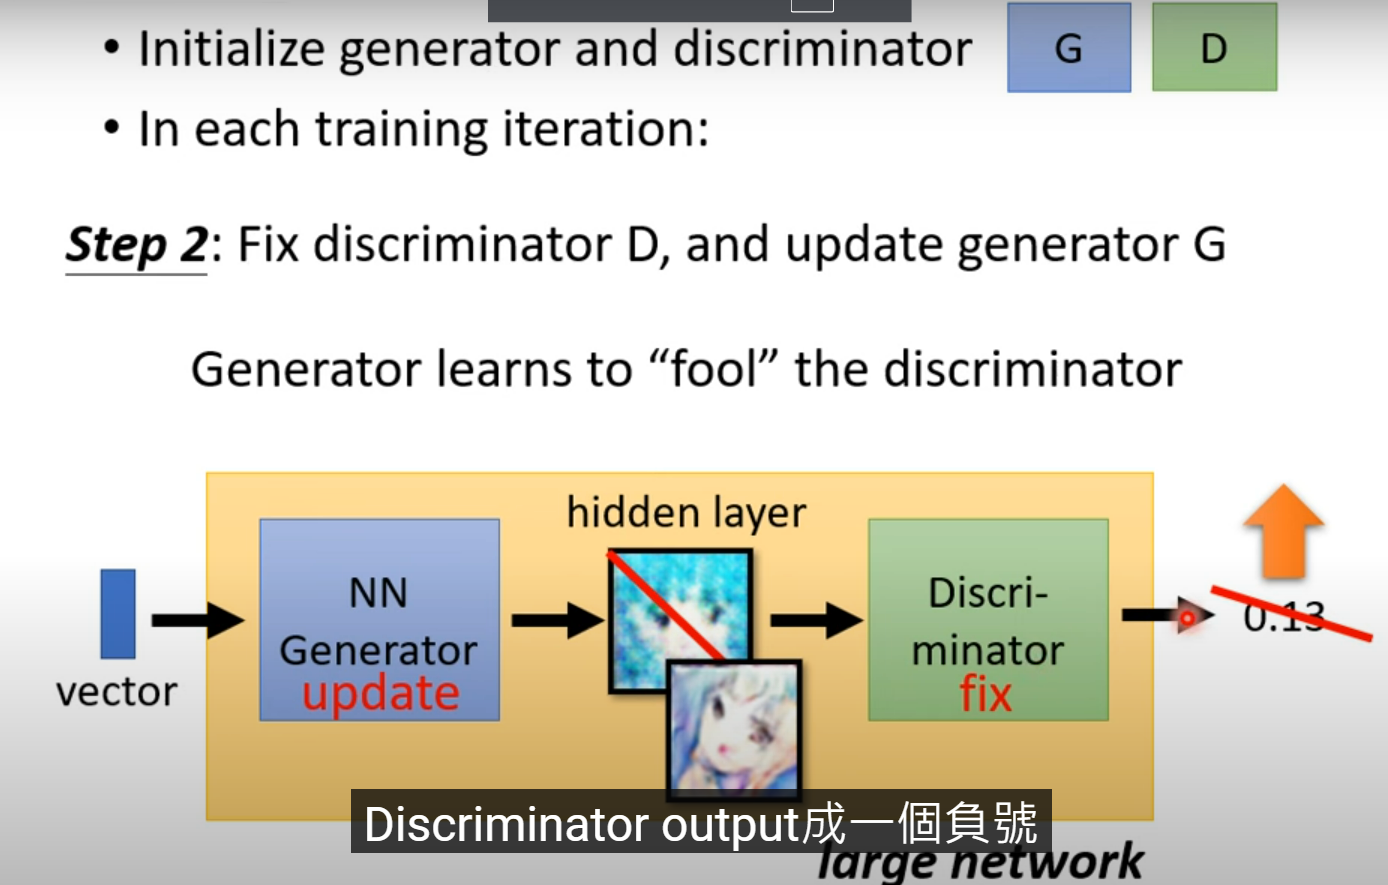 • Initialize generator and discriminator G D
• In each training iteration:
Step 2: Fix discriminator D, and update generator G
Generator learns to “fool” the discriminator
hidden layer
NN
Generator
update
Discri-
minator
fix
vector
0.13
Discriminator output成一個負號
large network